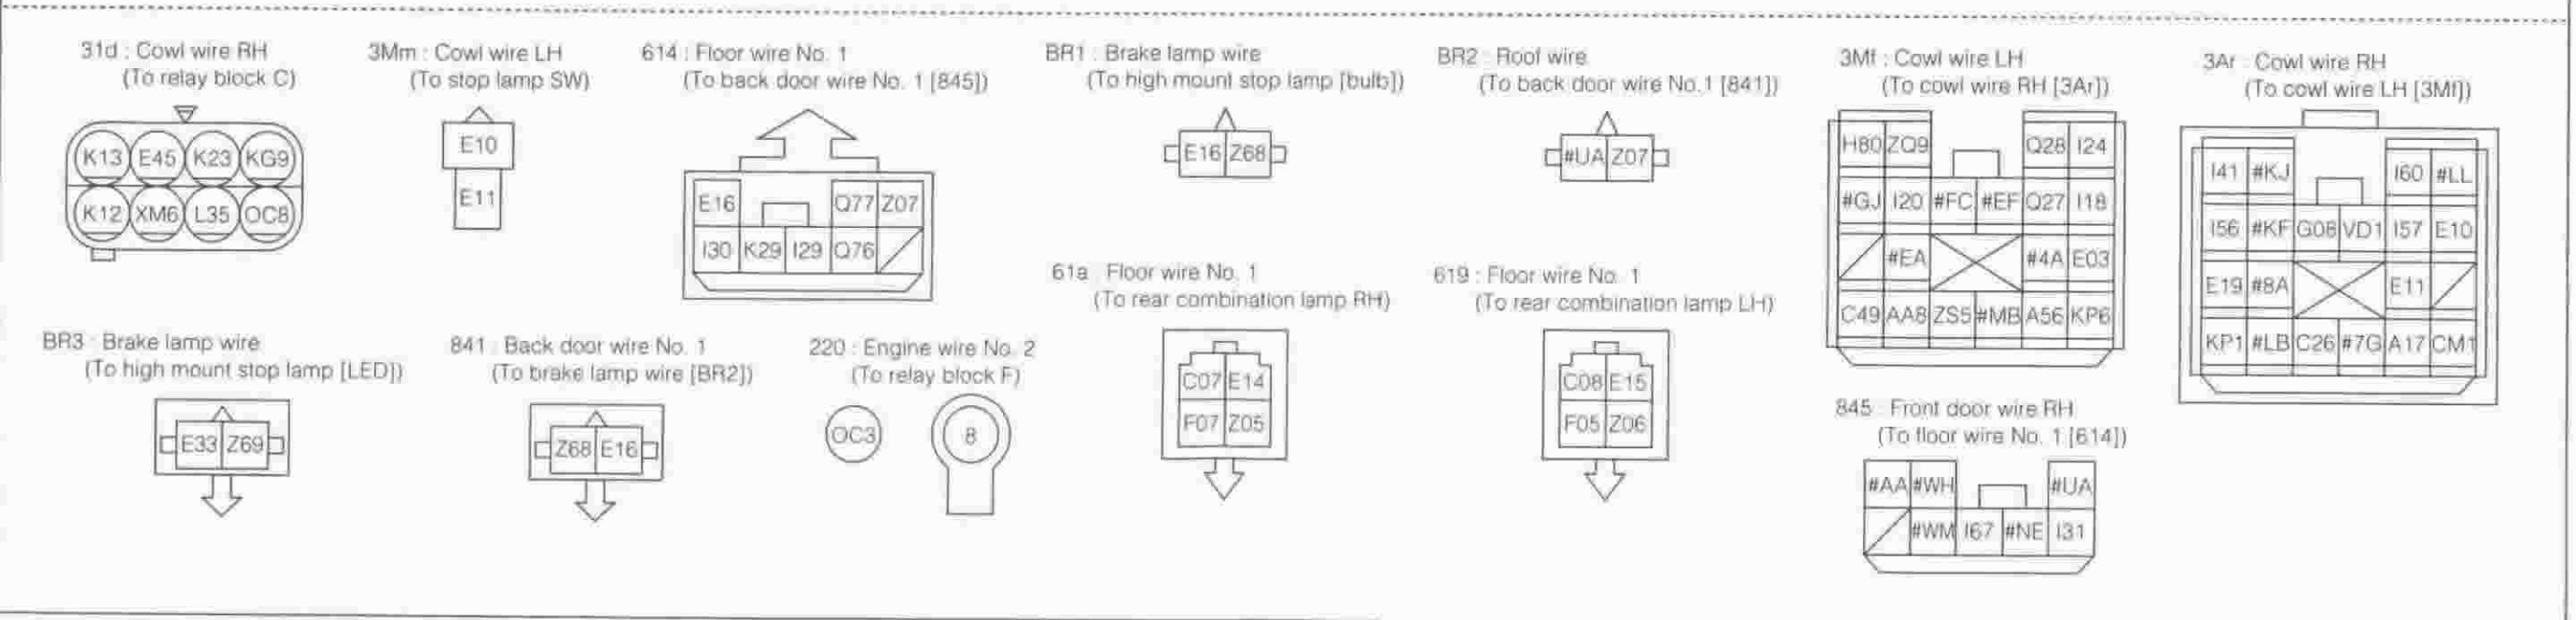 31d : Cowl wire RH
(To relay block C)
K13 E45 K23 KG9
K12 XM6 L35 OC8
3Mm : Cowl wire LH
(To stop lamp SW)
E10
E11
614 : Floor wire No. 1
(To back door wire No. 1 [845])
E16 Q77 Z07
I30 K29 I29 Q76
BR1 : Brake lamp wire
(To high mount stop lamp [bulb])
E16 Z68
BR2 : Roof wire
(To back door wire No.1 [841])
#UA Z07
3Mf : Cowl wire LH
(To cowl wire RH [3Ar])
H80 ZQ9 Q28 I24
#GJ I20 #FC #EF Q27 I18
#EA #4A E03
C49 AA8 ZS5 #MB A56 KP6
3Ar : Cowl wire RH
(To cowl wire LH [3Mf])
I41 #KJ I60 #LL
I56 #KF G08 VD1 I57 E10
E19 #8A E11
KP1 #LB C26 #7G A17 CM1
BR3 : Brake lamp wire
(To high mount stop lamp [LED])
E33 Z69
841 : Back door wire No. 1
(To brake lamp wire [BR2])
Z68 E16
220 : Engine wire No. 2
(To relay block F)
OC3 8
61a : Floor wire No. 1
(To rear combination lamp RH)
C07 E14
F07 Z05
619 : Floor wire No. 1
(To rear combination lamp LH)
C08 E15
F05 Z06
845 : Front door wire RH
(To floor wire No. 1 [614])
#AA #WH #UA
#WM I67 #NE I31